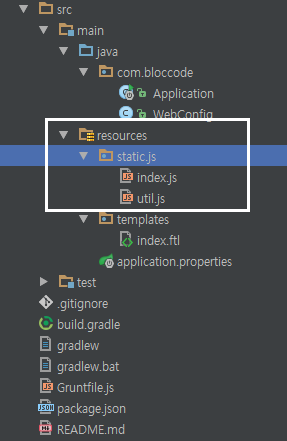 src
main
java
com.bloccode
Application
WebConfig
resources
static.js
index.js
util.js
templates
index.ftl
application.properties
test
.gitignore
build.gradle
gradlew
gradlew.bat
Gruntfile.js
package.json
README.md